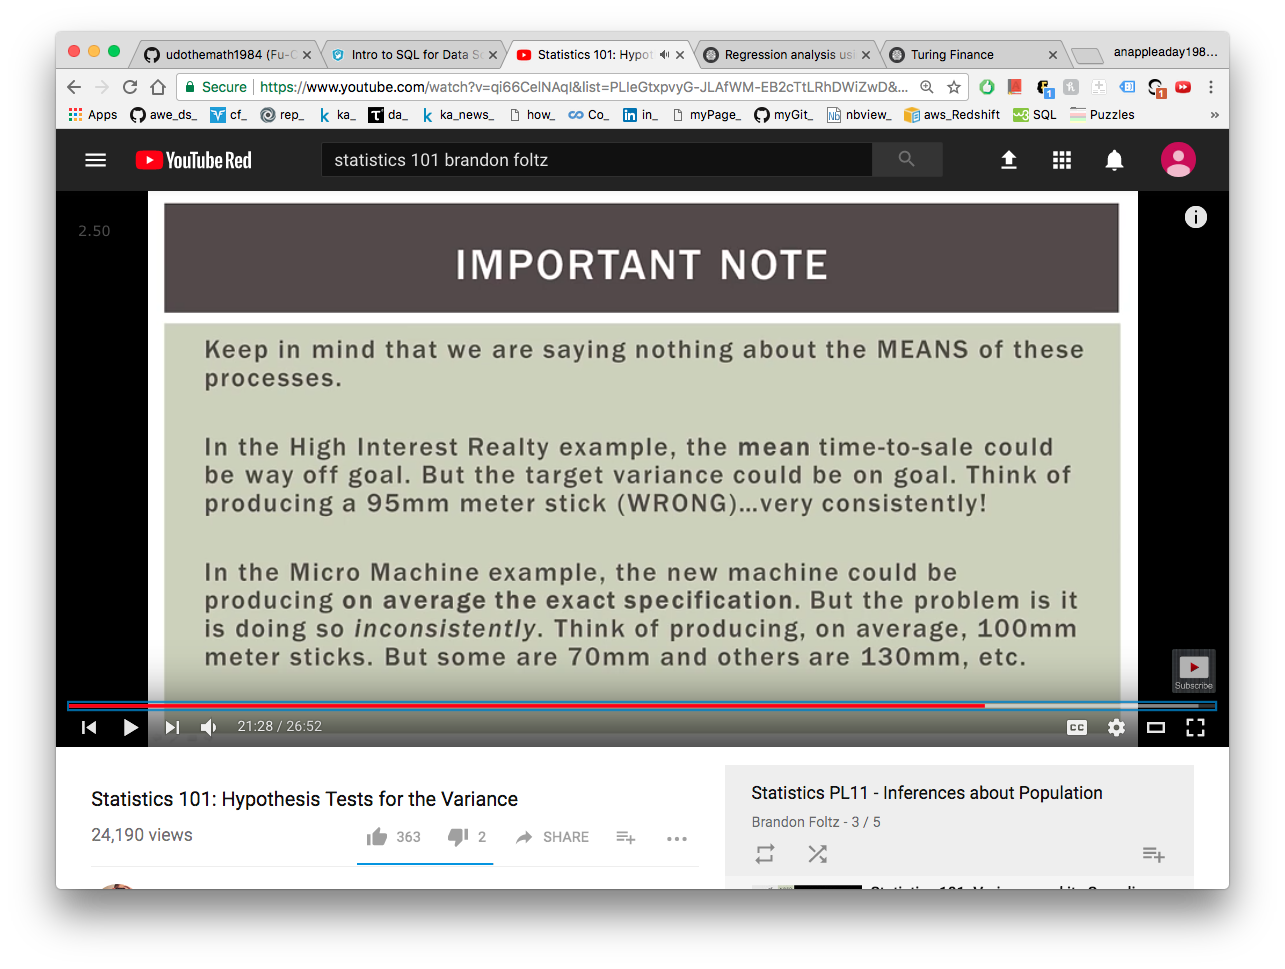 udothemath1984 (Fu-C
Intro to SQL for Data Sc
Statistics 101: Hypot
Regression analysis us
Turing Finance
anappleaday198...
Secure https://www.youtube.com/watch?v=qi66CelNAqI&list=PLIeGtxpvyG-JLAfWM-EB2cTtLRhDWiZwD&...
Apps awe_ds_ cf_ rep_ ka_ da_ ka_news_ how_ Co_ in_ myPage_ myGit_ nbview_ aws_Redshift SQL Puzzles »
YouTube Red
statistics 101 brandon foltz
2.50
IMPORTANT NOTE
Keep in mind that we are saying nothing about the MEANS of these
processes.
In the High Interest Realty example, the mean time-to-sale could
be way off goal. But the target variance could be on goal. Think of
producing a 95mm meter stick (WRONG)...very consistently!
In the Micro Machine example, the new machine could be
producing on average the exact specification. But the problem is it
is doing so inconsistently. Think of producing, on average, 100mm
meter sticks. But some are 70mm and others are 130mm, etc.
Subscribe
21:28 / 26:52
CC
Statistics 101: Hypothesis Tests for the Variance
24,190 views
363
2
SHARE
Statistics PL11 - Inferences about Population
Brandon Foltz - 3 / 5